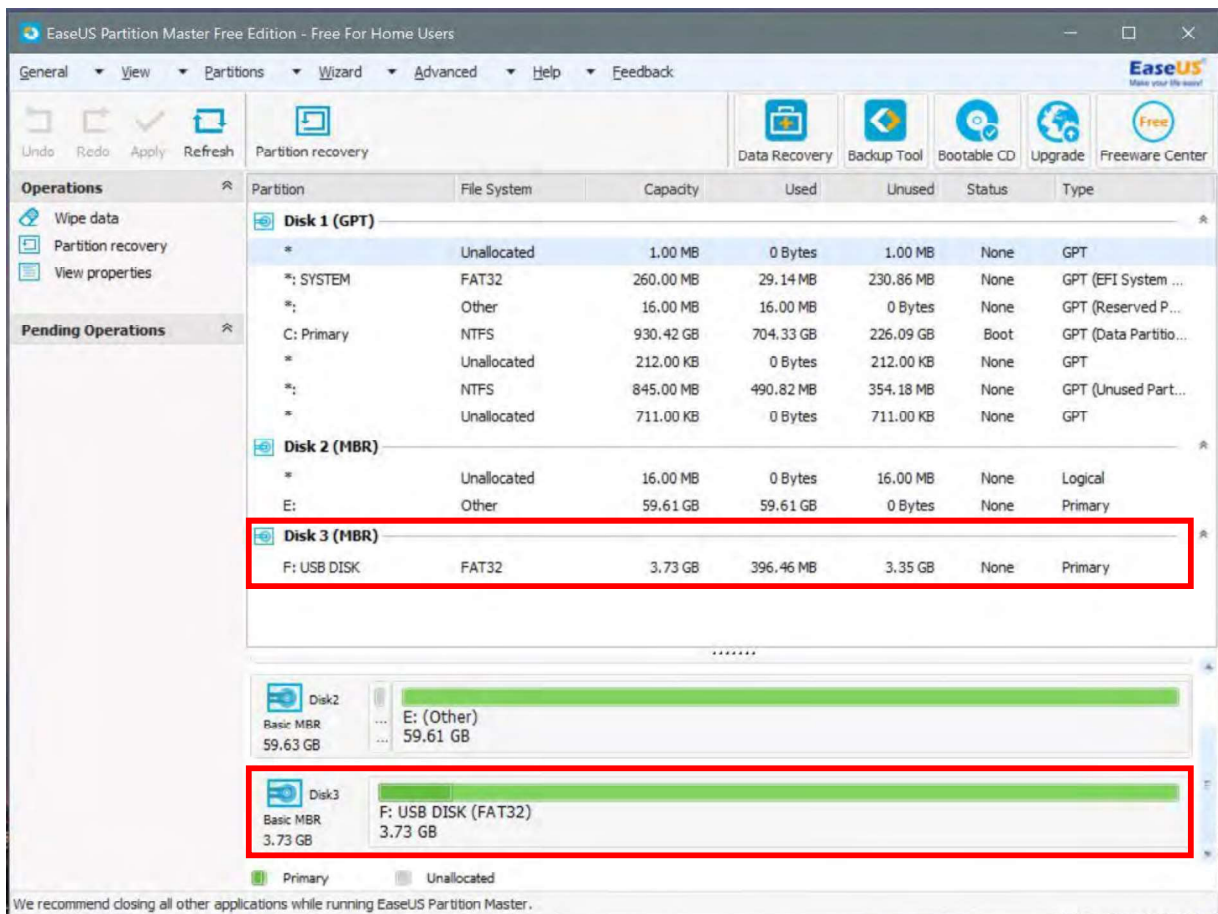 EaseUS Partition Master Free Edition - Free For Home Users
General View Partitions Wizard Advanced Help Feedback
EaseUS
Make your life easy!
Undo Redo Apply Refresh Partition recovery Data Recovery Backup Tool Bootable CD Upgrade Free Freeware Center
Operations Partition File System Capacity Used Unused Status Type
Wipe data
Partition recovery
View properties
Pending Operations
Disk 1 (GPT)
* Unallocated 1.00 MB 0 Bytes 1.00 MB None GPT
*: SYSTEM FAT32 260.00 MB 29.14 MB 230.86 MB None GPT (EFI System ...
*: Other 16.00 MB 16.00 MB 0 Bytes None GPT (Reserved P...
C: Primary NTFS 930.42 GB 704.33 GB 226.09 GB Boot GPT (Data Partitio...
* Unallocated 212.00 KB 0 Bytes 212.00 KB None GPT
*: NTFS 845.00 MB 490.82 MB 354.18 MB None GPT (Unused Part...
* Unallocated 711.00 KB 0 Bytes 711.00 KB None GPT
Disk 2 (MBR)
* Unallocated 16.00 MB 0 Bytes 16.00 MB None Logical
E: Other 59.61 GB 59.61 GB 0 Bytes None Primary
Disk 3 (MBR)
F: USB DISK FAT32 3.73 GB 396.46 MB 3.35 GB None Primary
Disk2
Basic MBR
59.63 GB
...
...
E: (Other)
59.61 GB
Disk3
Basic MBR
3.73 GB
F: USB DISK (FAT32)
3.73 GB
Primary Unallocated
We recommend closing all other applications while running EaseUS Partition Master.